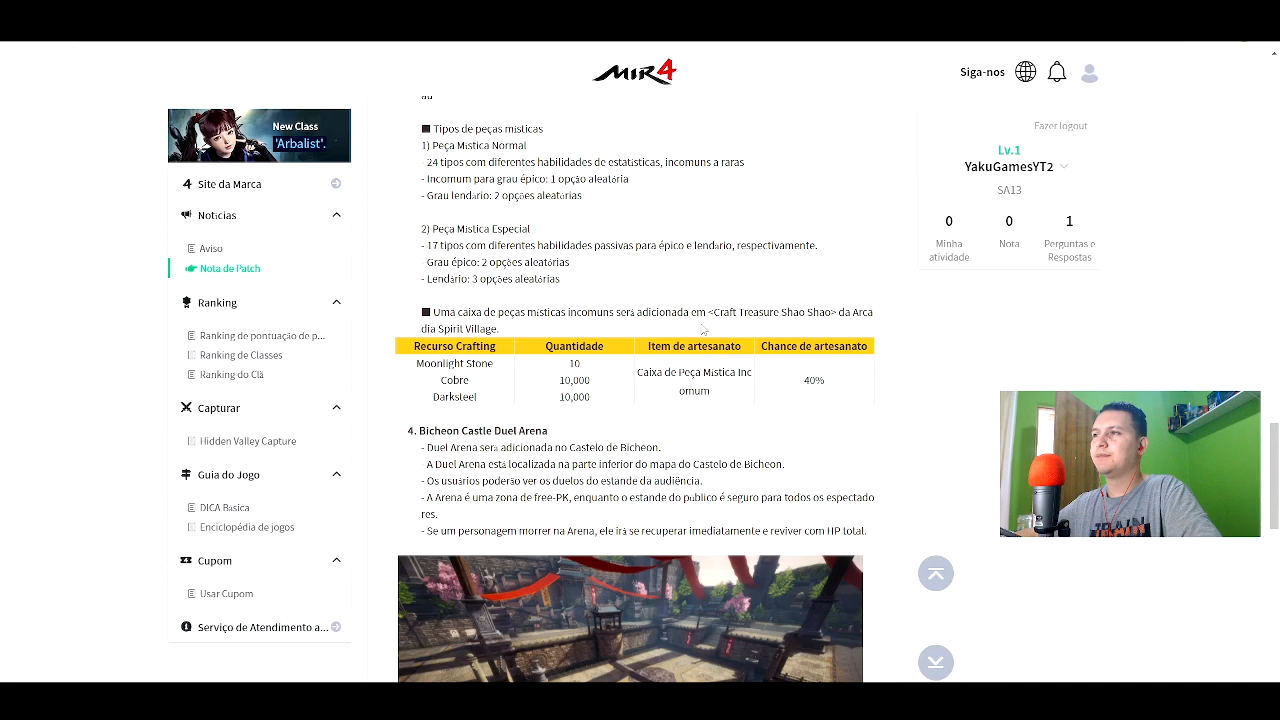 MIR4
Siga-nos
New Class
'Arbalist'.
Site da Marca
Notícias
Aviso
Nota de Patch
Ranking
Ranking de pontuação de p...
Ranking de Classes
Ranking do Clã
Capturar
Hidden Valley Capture
Guia do Jogo
DICA Básica
Enciclopédia de jogos
Cupom
Usar Cupom
Serviço de Atendimento a...
■ Tipos de peças místicas
1) Peça Mística Normal
- 24 tipos com diferentes habilidades de estatísticas, incomuns a raras
- Incomum para grau épico: 1 opção aleatória
- Grau lendário: 2 opções aleatórias
2) Peça Mística Especial
- 17 tipos com diferentes habilidades passivas para épico e lendário, respectivamente.
- Grau épico: 2 opções aleatórias
- Lendário: 3 opções aleatórias
■ Uma caixa de peças místicas incomuns será adicionada em <Craft Treasure Shao Shao> da Arca
dia Spirit Village.
Recurso Crafting Quantidade Item de artesanato Chance de artesanato
Moonlight Stone 10
Cobre 10,000 Caixa de Peça Mística Inc
omum 40%
Darksteel 10,000
4. Bicheon Castle Duel Arena
- Duel Arena será adicionada no Castelo de Bicheon.
- A Duel Arena está localizada na parte inferior do mapa do Castelo de Bicheon.
- Os usuários poderão ver os duelos do estande da audiência.
- A Arena é uma zona de free-PK, enquanto o estande do público é seguro para todos os espectado
res.
- Se um personagem morrer na Arena, ele irá se recuperar imediatamente e reviver com HP total.
Fazer logout
Lv.1
YakuGamesYT2
SA13
0 0 1
Minha
atividade
Nota
Perguntas e
Respostas
TRAIN